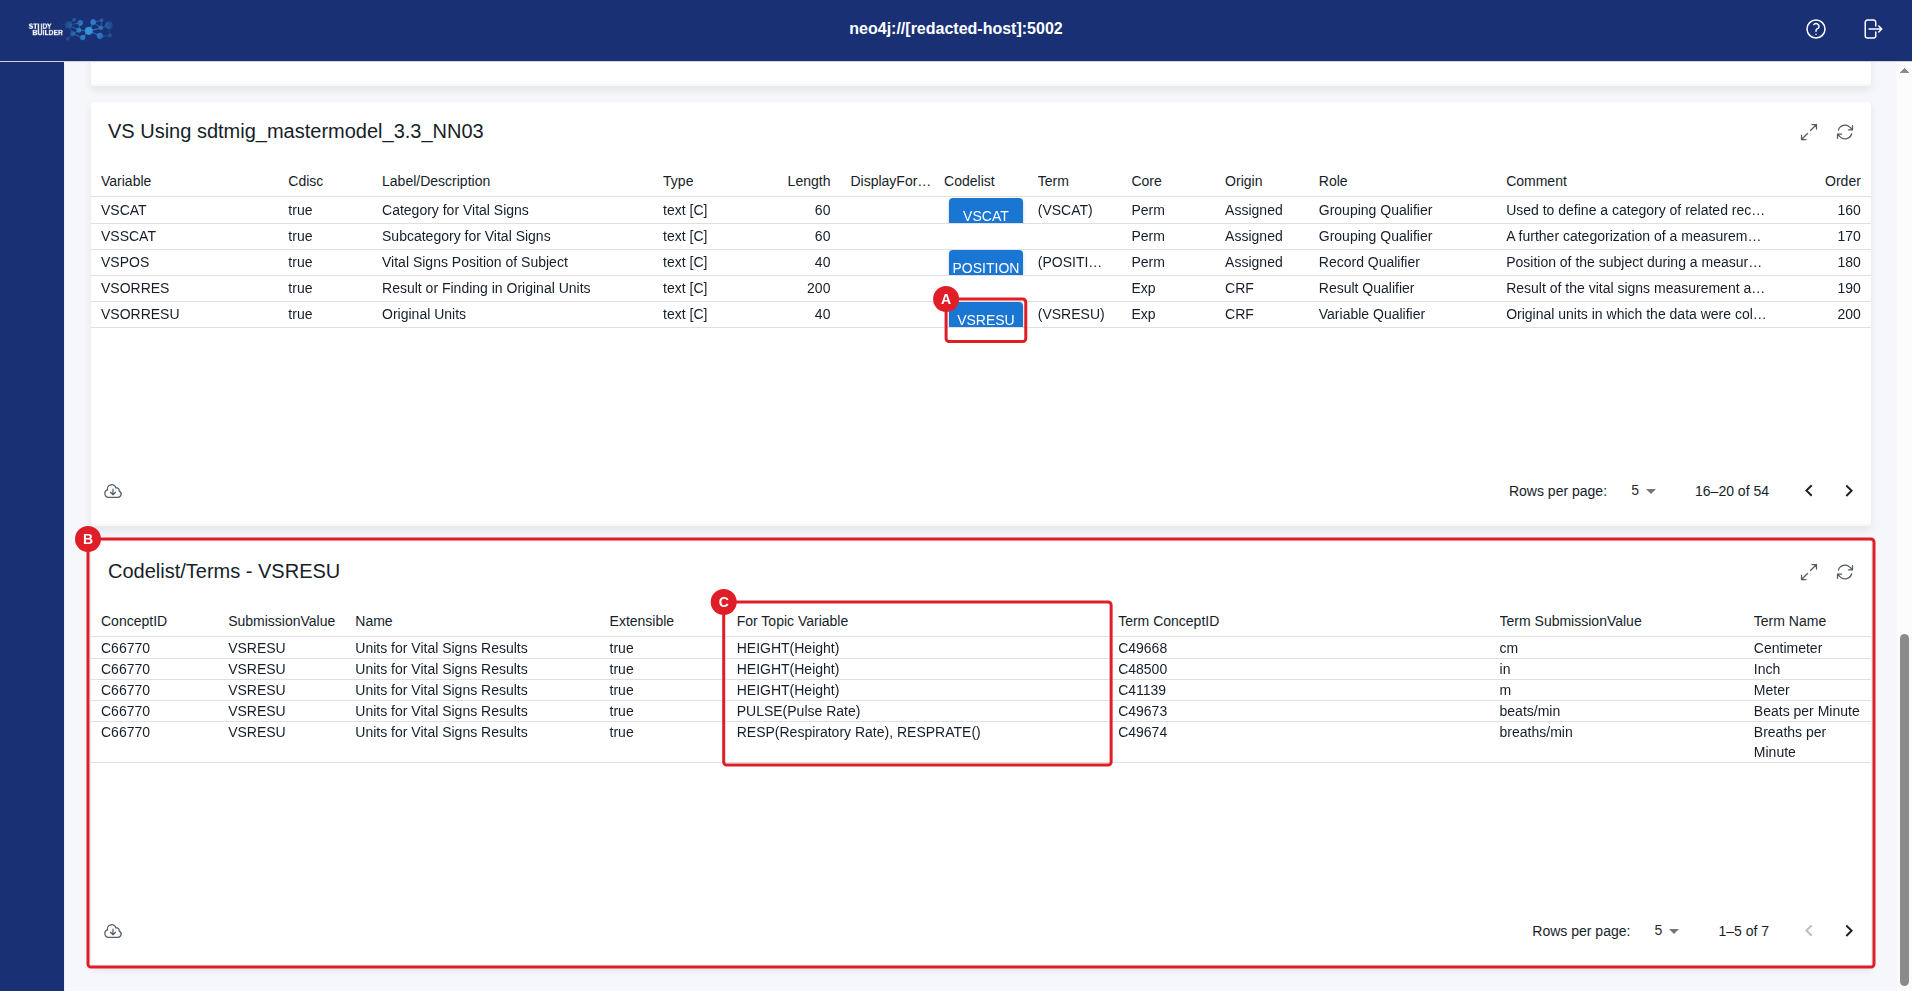 STUDY BUILDER
neo4j://[redacted-host]:5002
VS Using sdtmig_mastermodel_3.3_NN03
Variable Cdisc Label/Description Type Length DisplayFor... Codelist Term Core Origin Role Comment Order
VSCAT true Category for Vital Signs text [C] 60 VSCAT (VSCAT) Perm Assigned Grouping Qualifier Used to define a category of related rec... 160
VSSCAT true Subcategory for Vital Signs text [C] 60 Perm Assigned Grouping Qualifier A further categorization of a measurem... 170
VSPOS true Vital Signs Position of Subject text [C] 40 POSITION (POSITI... Perm Assigned Record Qualifier Position of the subject during a measur... 180
VSORRES true Result or Finding in Original Units text [C] 200 Exp CRF Result Qualifier Result of the vital signs measurement a... 190
A
VSORRESU true Original Units text [C] 40 VSRESU (VSRESU) Exp CRF Variable Qualifier Original units in which the data were col... 200
Rows per page: 5 16–20 of 54
B
Codelist/Terms - VSRESU
C
ConceptID SubmissionValue Name Extensible For Topic Variable Term ConceptID Term SubmissionValue Term Name
C66770 VSRESU Units for Vital Signs Results true HEIGHT(Height) C49668 cm Centimeter
C66770 VSRESU Units for Vital Signs Results true HEIGHT(Height) C48500 in Inch
C66770 VSRESU Units for Vital Signs Results true HEIGHT(Height) C41139 m Meter
C66770 VSRESU Units for Vital Signs Results true PULSE(Pulse Rate) C49673 beats/min Beats per Minute
C66770 VSRESU Units for Vital Signs Results true RESP(Respiratory Rate), RESPRATE() C49674 breaths/min Breaths per
Minute
Rows per page: 5 1–5 of 7